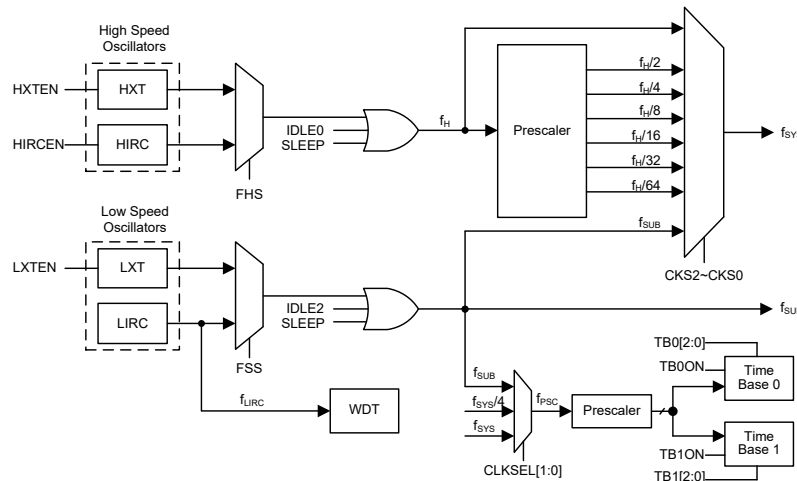 High Speed
Oscillators
HXTEN
HXT
HIRCEN
HIRC
FHS
IDLE0
SLEEP
fH
Prescaler
fH/2
fH/4
fH/8
fH/16
fH/32
fH/64
fSUB
CKS2~CKS0
fSY
Low Speed
Oscillators
LXTEN
LXT
LIRC
FSS
IDLE2
SLEEP
fSU
fLIRC
WDT
fSUB
fSYS/4
fSYS
CLKSEL[1:0]
fPSC
Prescaler
TB0[2:0]
TB0ON
Time
Base 0
TB1ON
Time
Base 1
TB1[2:0]